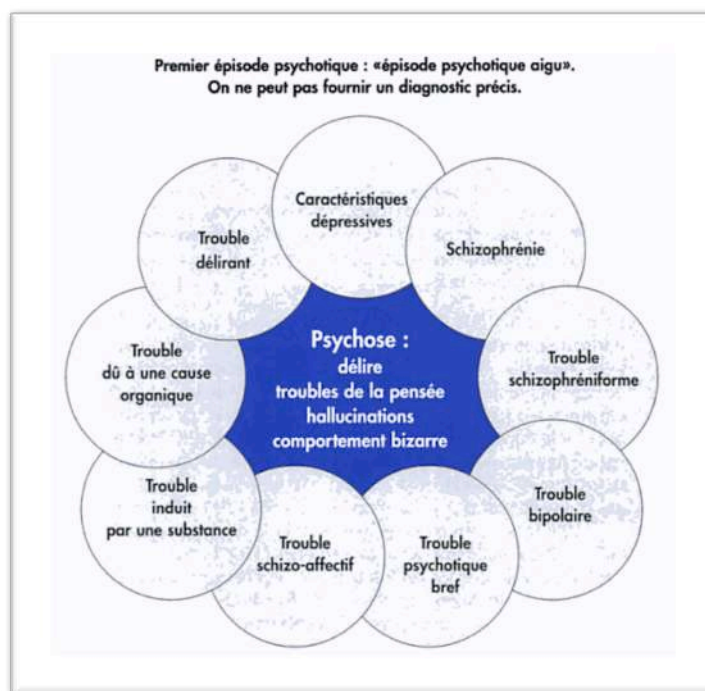 Premier épisode psychotique : «épisode psychotique aigu».
On ne peut pas fournir un diagnostic précis.
Caractéristiques
dépressives
Trouble
délirant
Schizophrénie
Psychose :
délire
troubles de la pensée
hallucinations
comportement bizarre
Trouble
dû à une cause
organique
Trouble
schizophréniforme
Trouble
induit
par une substance
Trouble
bipolaire
Trouble
schizo-affectif
Trouble
psychotique
bref